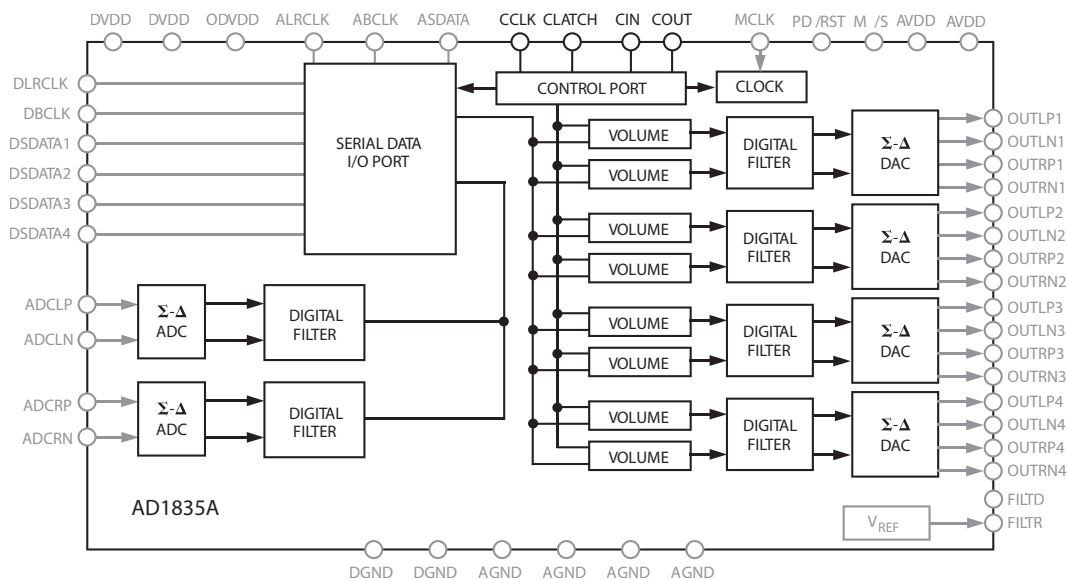 DVDD DVDD ODVDD ALRCLK ABCLK ASDATA CCLK CLATCH CIN COUT MCLK PD/RST M/S AVDD AVDD
DLRCLK
DBCLK
DSDATA1
DSDATA2
DSDATA3
DSDATA4
SERIAL DATA
I/O PORT
CONTROL PORT
CLOCK
VOLUME
VOLUME
DIGITAL
FILTER
Σ-Δ
DAC
OUTLP1
OUTLN1
OUTRP1
OUTRN1
VOLUME
VOLUME
DIGITAL
FILTER
Σ-Δ
DAC
OUTLP2
OUTLN2
OUTRP2
OUTRN2
ADCLP
ADCLN
Σ-Δ
ADC
DIGITAL
FILTER
VOLUME
VOLUME
DIGITAL
FILTER
Σ-Δ
DAC
OUTLP3
OUTLN3
OUTRP3
OUTRN3
ADCRP
ADCRN
Σ-Δ
ADC
DIGITAL
FILTER
VOLUME
VOLUME
DIGITAL
FILTER
Σ-Δ
DAC
OUTLP4
OUTLN4
OUTRP4
OUTRN4
AD1835A
VREF
FILTD
FILTR
DGND DGND AGND AGND AGND AGND